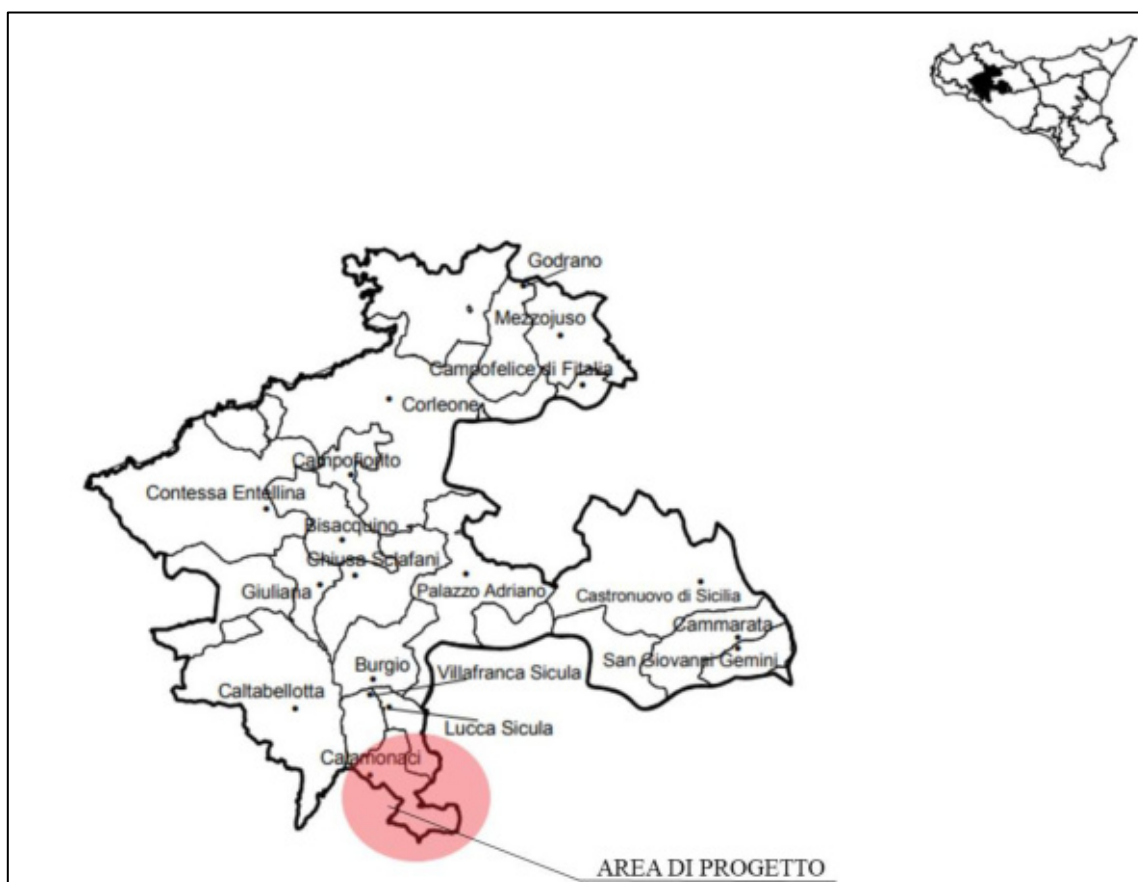 Godrano
Mezzojuso
Campofelice di Fitalia
Corleone
Campofiorito
Contessa Entellina
Bisacquino
Chiusa Sclafani
Giuliana
Palazzo Adriano
Castronuovo di Sicilia
Cammarata
San Giovanni Gemini
Burgio
Villafranca Sicula
Caltabellotta
Lucca Sicula
Calamonaci
AREA DI PROGETTO